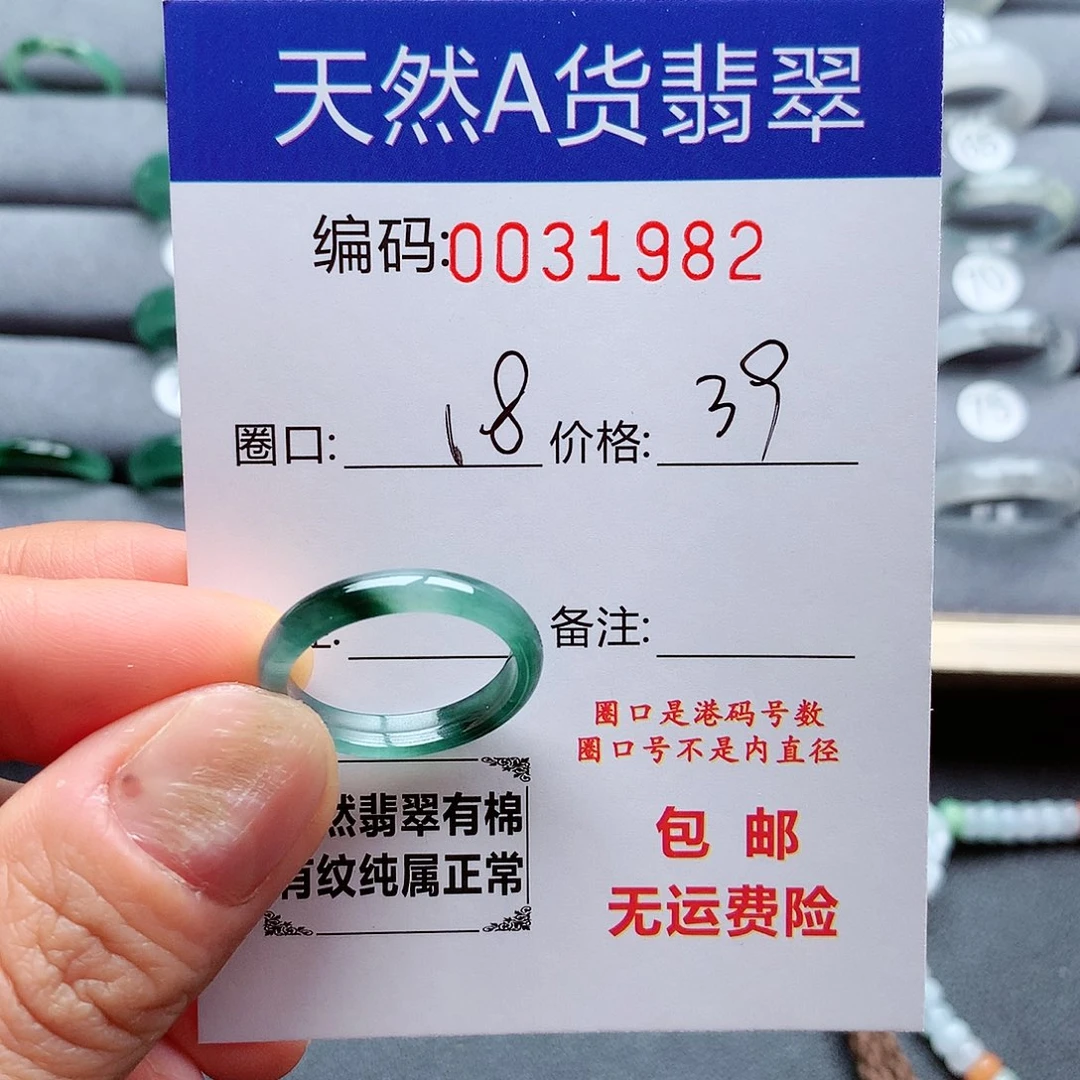 天然A货翡翠
编码:0031982
圈口: 18 价格: 39
备注:
圈口是港码号数
圈口号不是内直径
然翡翠有棉
有纹纯属正常
包 邮
无运费险